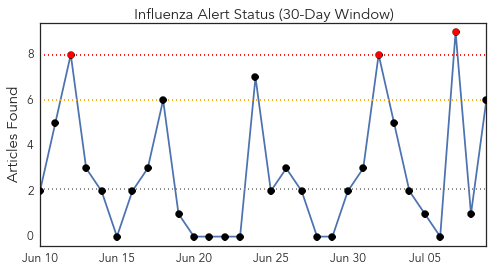 Influenza Alert Status (30-Day Window)
Articles Found
8
6
4
2
0
Jun 10
Jun 15
Jun 20
Jun 25
Jun 30
Jul 05